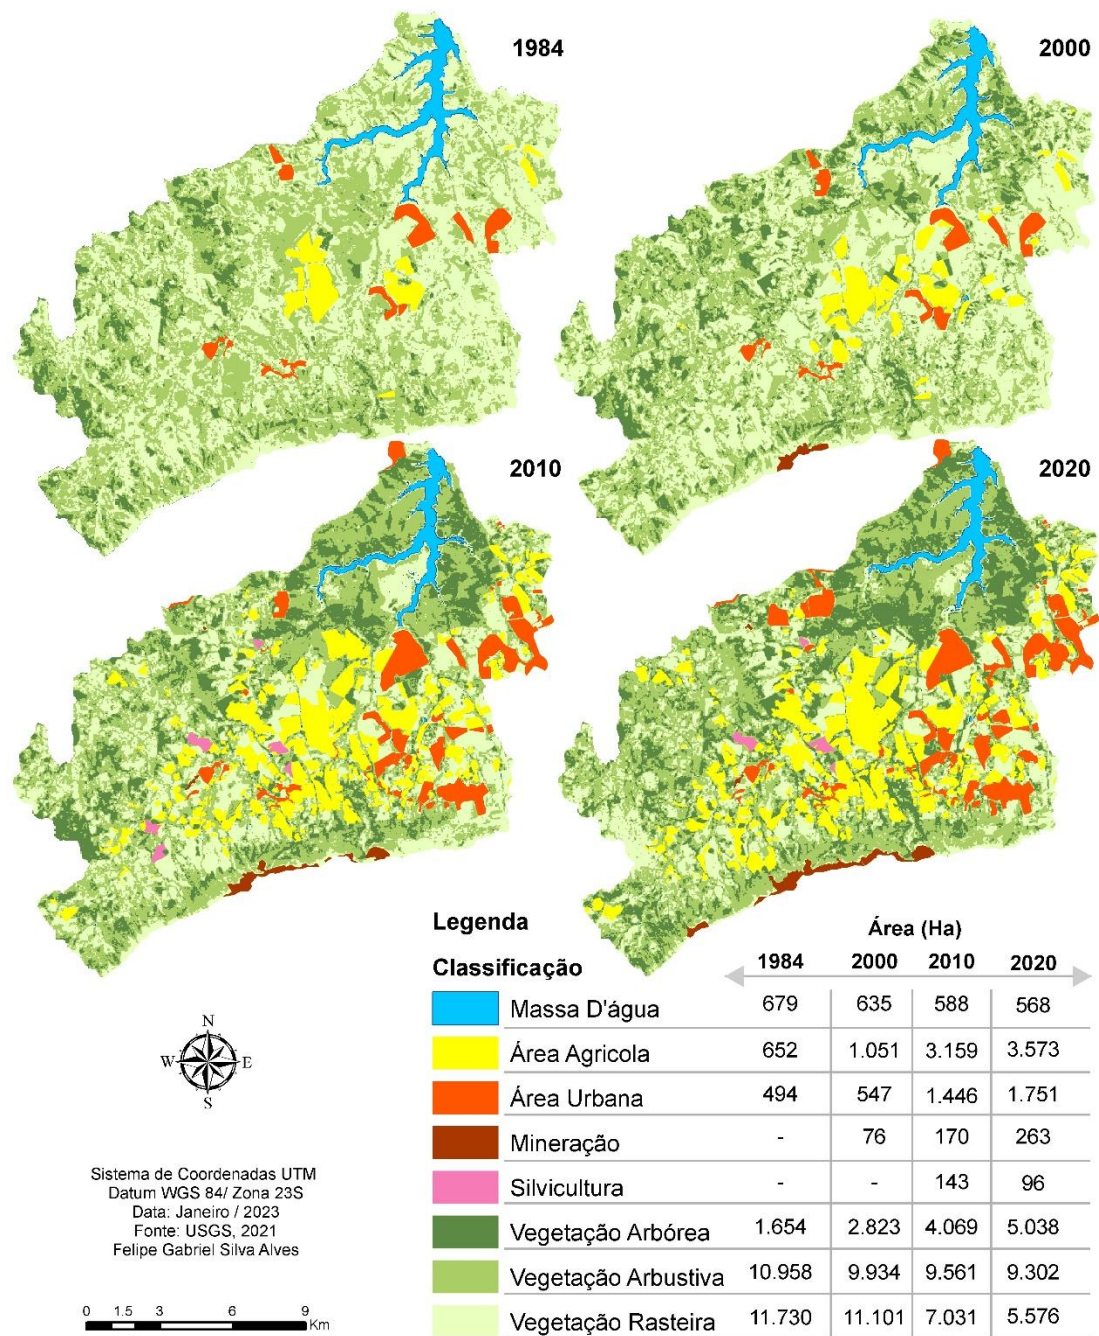 1984
2000
2010
2020
Legenda
Área (Ha)
Classificação
1984 2000 2010 2020
Massa D'água 679 635 588 568
Área Agricola 652 1.051 3.159 3.573
Área Urbana 494 547 1.446 1.751
Mineração - 76 170 263
Silvicultura - - 143 96
Vegetação Arbórea 1.654 2.823 4.069 5.038
Vegetação Arbustiva 10.958 9.934 9.561 9.302
Vegetação Rasteira 11.730 11.101 7.031 5.576
N
W E
S
Sistema de Coordenadas UTM
Datum WGS 84/ Zona 23S
Data: Janeiro / 2023
Fonte: USGS, 2021
Felipe Gabriel Silva Alves
0 1.5 3 6 9
Km